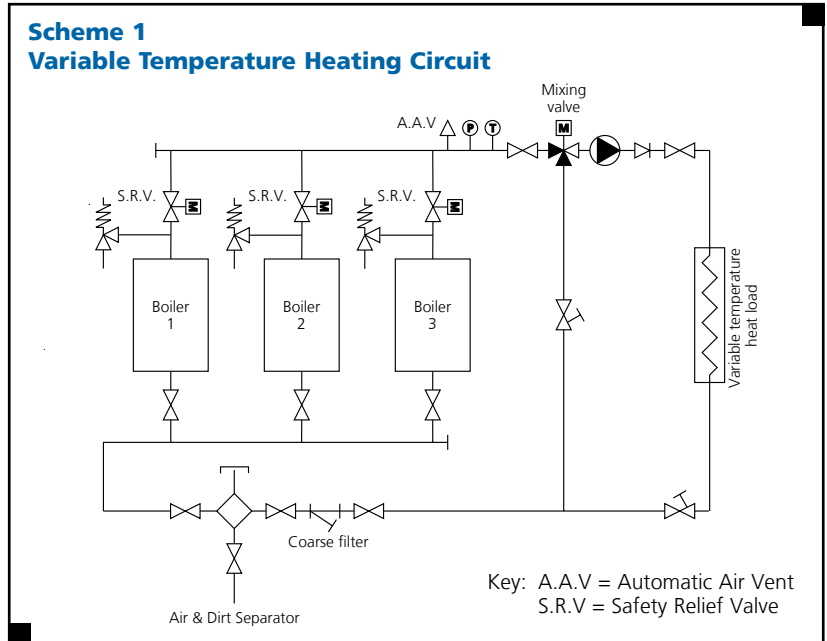 Scheme 1
Variable Temperature Heating Circuit
Mixing
valve
A.A.V
P
T
M
S.R.V.
M
S.R.V.
M
S.R.V.
M
Boiler
1
Boiler
2
Boiler
3
Variable temperature
heat load
Coarse filter
Air & Dirt Separator
Key: A.A.V = Automatic Air Vent
S.R.V = Safety Relief Valve